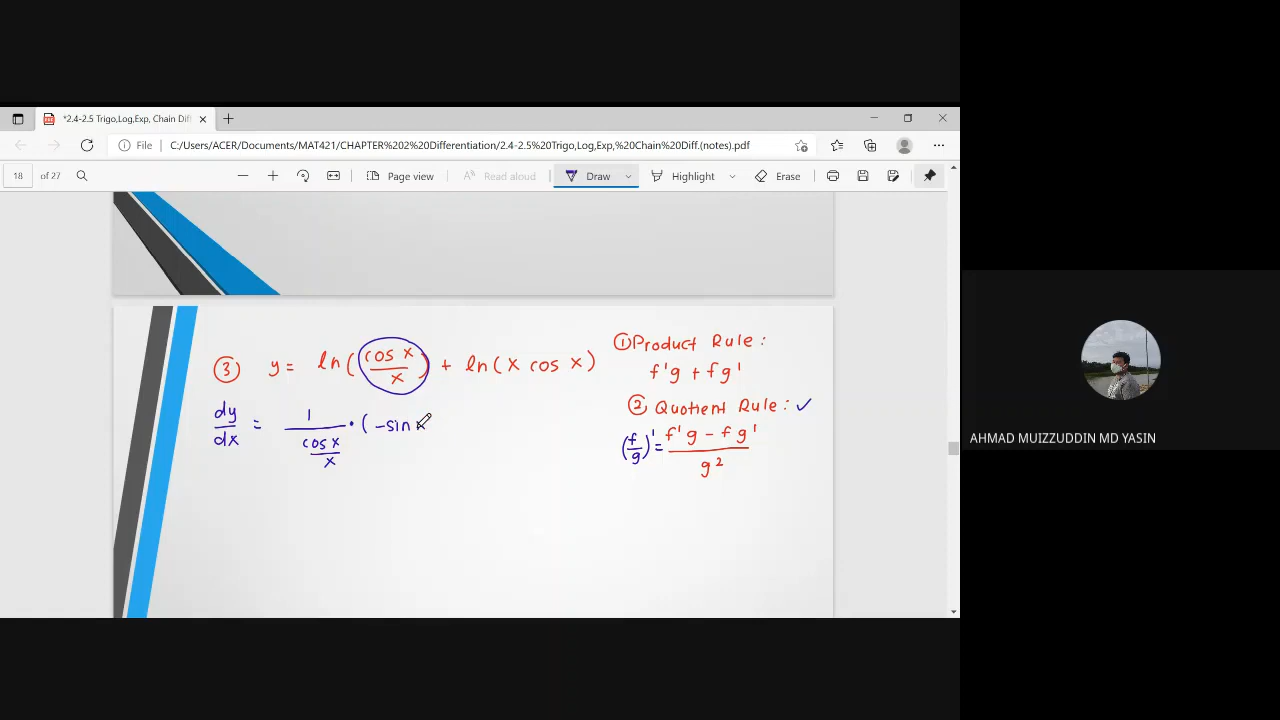 *2.4-2.5 Trigo,Log,Exp, Chain Diff
File C:/Users/ACER/Documents/MAT421/CHAPTER%202%20Differentiation/2.4-2.5%20Trigo,Log,Exp,%20Chain%20Diff.(notes).pdf
18 of 27 Page view Read aloud Draw Highlight Erase
③ y = ln(cos x / x) + ln(x cos x)
① Product Rule :
f'g + fg'
② Quotient Rule : ✓
(f/g)' = f'g - fg' / g²
dy/dx = 1 / (cos x / x) • (-sin x
AHMAD MUIZZUDDIN MD YASIN